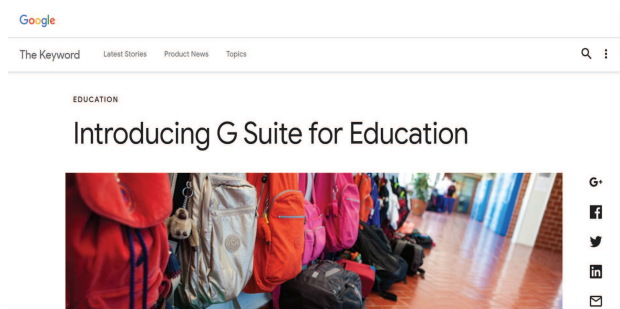 Google
The Keyword Latest Stories Product News Topics
EDUCATION
Introducing G Suite for Education
G+